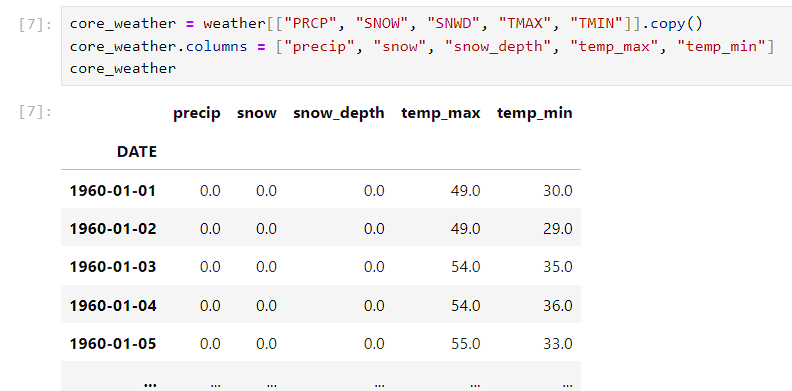 [7]: core_weather = weather[["PRCP", "SNOW", "SNWD", "TMAX", "TMIN"]].copy()
core_weather.columns = ["precip", "snow", "snow_depth", "temp_max", "temp_min"]
core_weather
[7]: precip snow snow_depth temp_max temp_min
DATE
1960-01-01 0.0 0.0 0.0 49.0 30.0
1960-01-02 0.0 0.0 0.0 49.0 29.0
1960-01-03 0.0 0.0 0.0 54.0 35.0
1960-01-04 0.0 0.0 0.0 54.0 36.0
1960-01-05 0.0 0.0 0.0 55.0 33.0
... ... ... ... ... ...